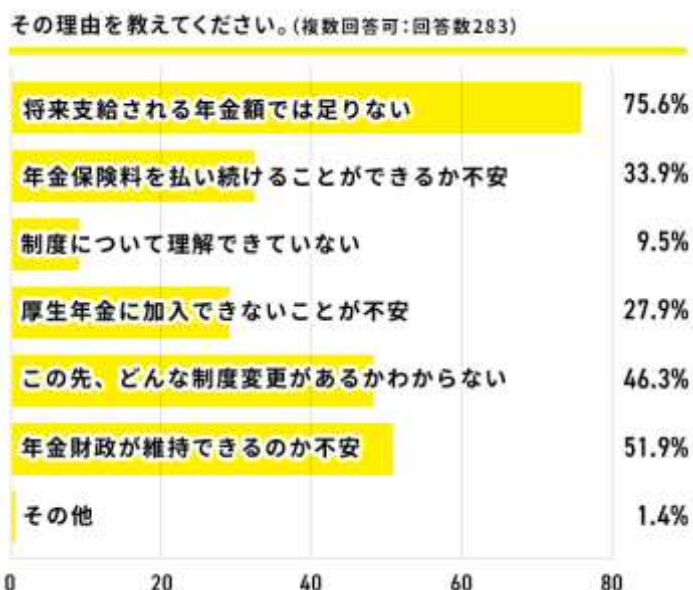 その理由を教えてください。(複数回答可:回答数283)
将来支給される年金額では足りない 75.6%
年金保険料を払い続けることができるか不安 33.9%
制度について理解できていない 9.5%
厚生年金に加入できないことが不安 27.9%
この先、どんな制度変更があるかわからない 46.3%
年金財政が維持できるのか不安 51.9%
その他 1.4%
0 20 40 60 80